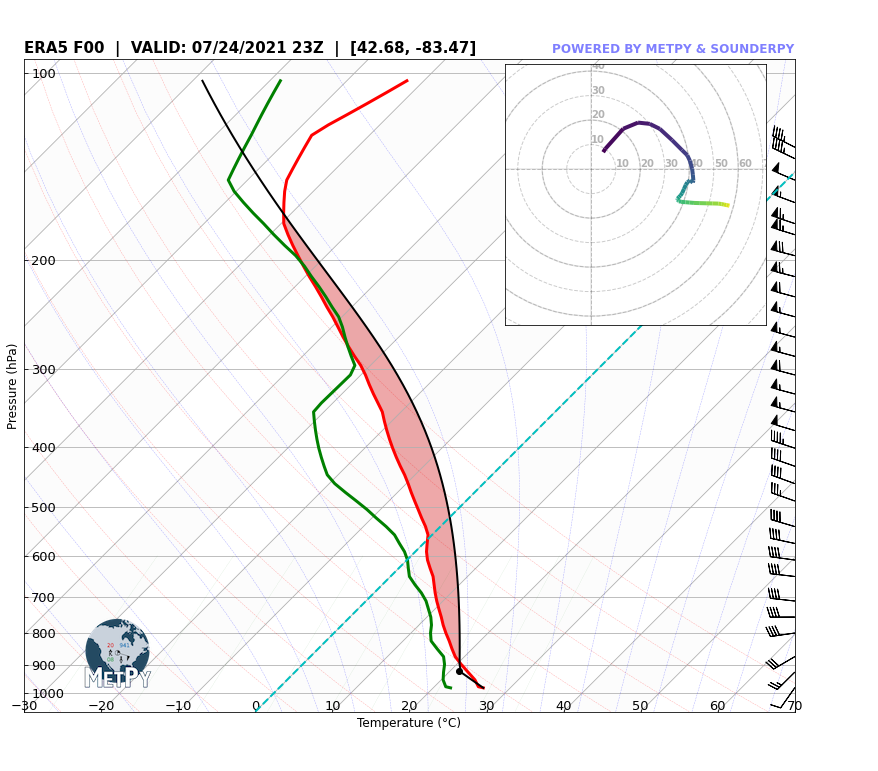 ERA5 F00 | VALID: 07/24/2021 23Z | [42.68, -83.47]
POWERED BY METPY & SOUNDERPY
40
30
20
10
10 20 30 40 50 60
100
200
300
400
500
600
700
800
900
1000
Pressure (hPa)
METPY
−30 −20 −10 0 10 20 30 40 50 60 70
Temperature (°C)